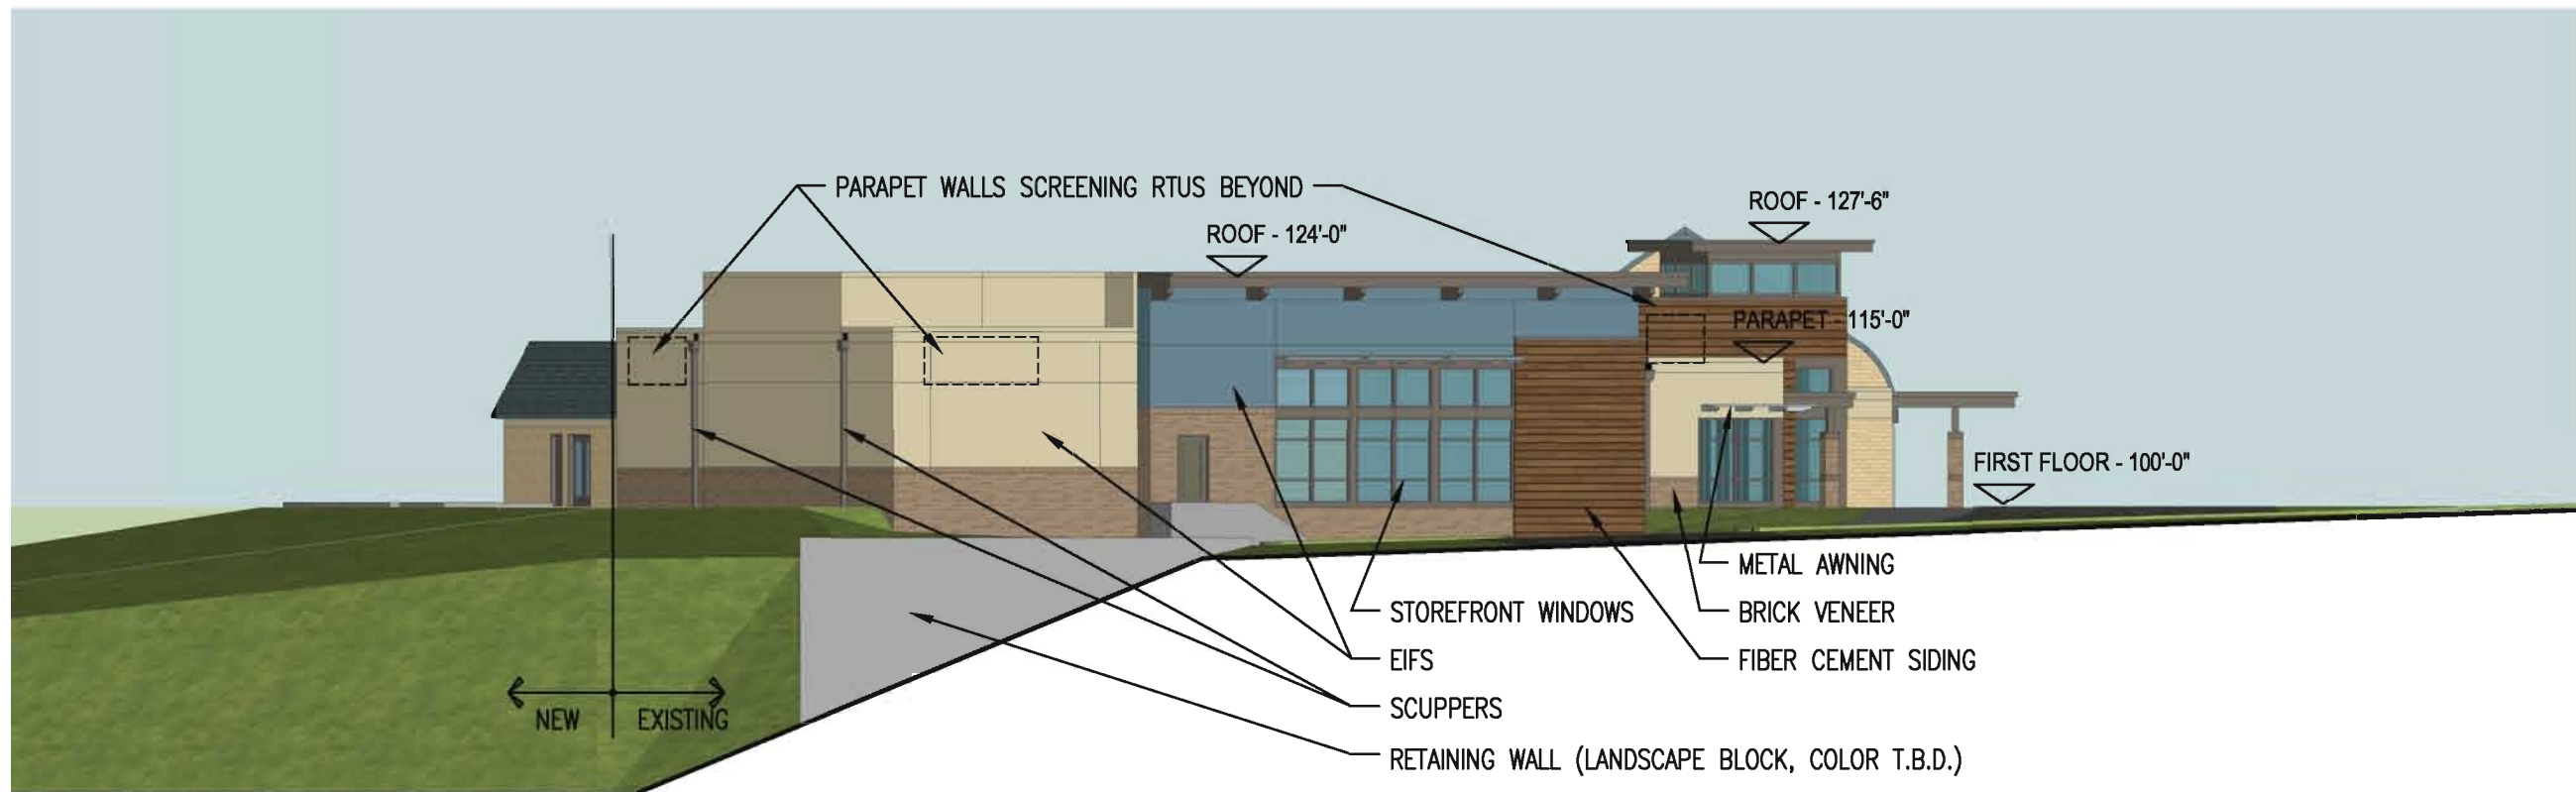 PARAPET WALLS SCREENING RTUS BEYOND
ROOF - 127'-6"
ROOF - 124'-0"
PARAPET - 115'-0"
FIRST FLOOR - 100'-0"
METAL AWNING
STOREFRONT WINDOWS
BRICK VENEER
EIFS
FIBER CEMENT SIDING
SCUPPERS
NEW
EXISTING
RETAINING WALL (LANDSCAPE BLOCK, COLOR T.B.D.)